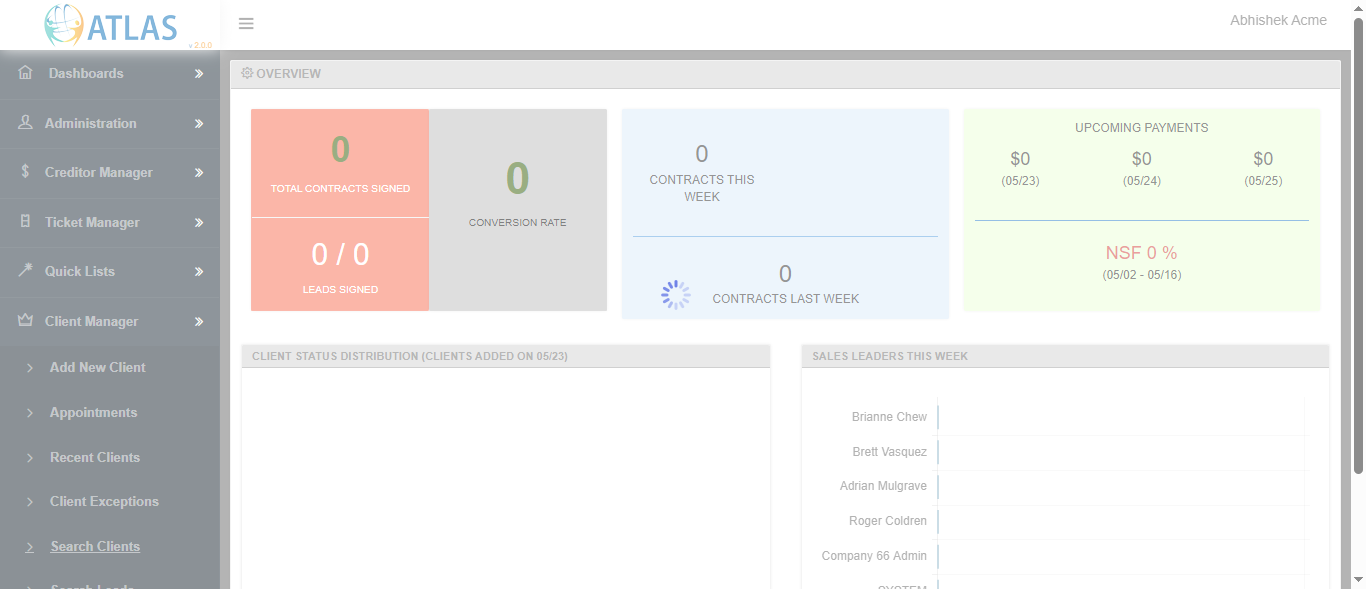 ATLAS
v 2.0.0
Abhishek Acme
Dashboards
Administration
Creditor Manager
Ticket Manager
Quick Lists
Client Manager
Add New Client
Appointments
Recent Clients
Client Exceptions
Search Clients
Search Leads
OVERVIEW
0
TOTAL CONTRACTS SIGNED
0 / 0
LEADS SIGNED
0
CONVERSION RATE
0
CONTRACTS THIS
WEEK
0
CONTRACTS LAST WEEK
UPCOMING PAYMENTS
$0 $0 $0
(05/23) (05/24) (05/25)
NSF 0 %
(05/02 - 05/16)
CLIENT STATUS DISTRIBUTION (CLIENTS ADDED ON 05/23)
SALES LEADERS THIS WEEK
Brianne Chew
Brett Vasquez
Adrian Mulgrave
Roger Coldren
Company 66 Admin
SYSTEM